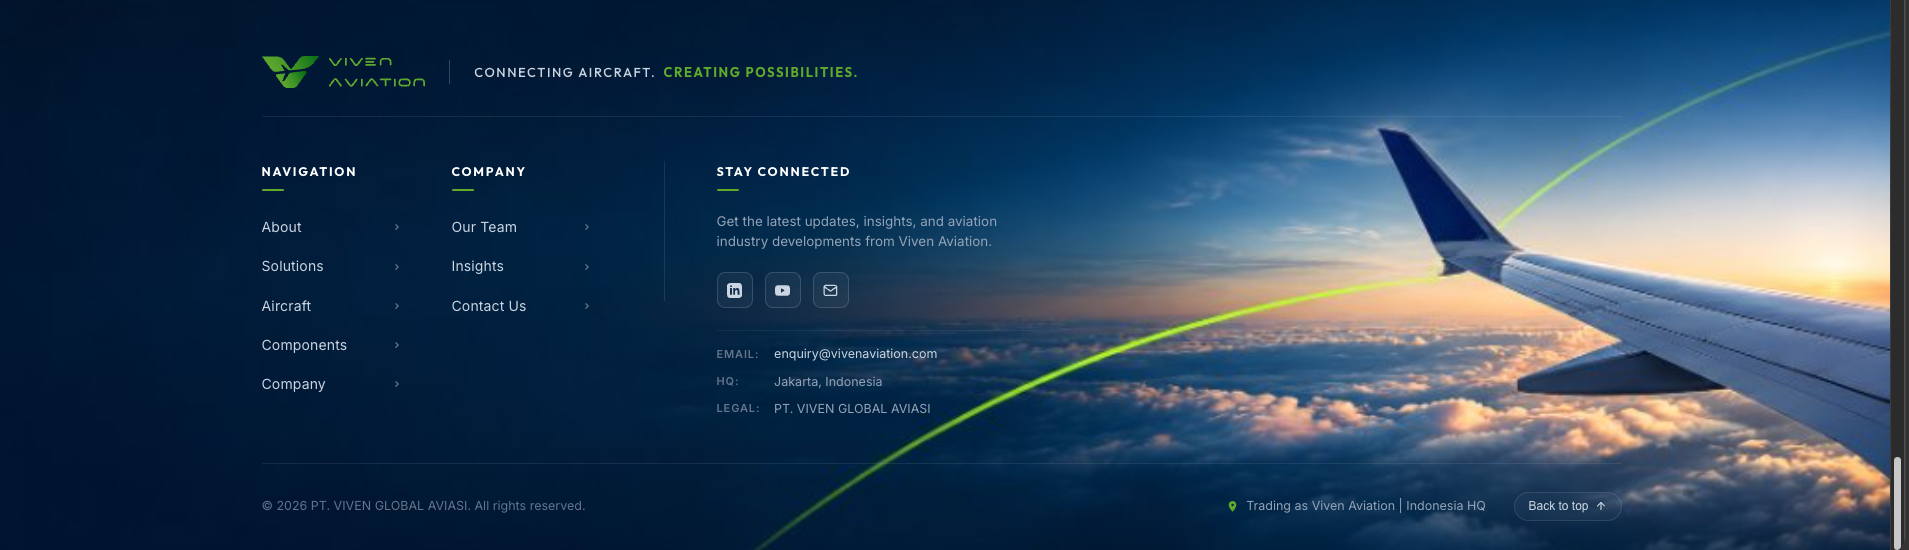 VIVEN
AVIATION
CONNECTING AIRCRAFT. CREATING POSSIBILITIES.
NAVIGATION
About
Solutions
Aircraft
Components
Company
COMPANY
Our Team
Insights
Contact Us
STAY CONNECTED
Get the latest updates, insights, and aviation
industry developments from Viven Aviation.
in
EMAIL: enquiry@vivenaviation.com
HQ: Jakarta, Indonesia
LEGAL: PT. VIVEN GLOBAL AVIASI
© 2026 PT. VIVEN GLOBAL AVIASI. All rights reserved.
Trading as Viven Aviation | Indonesia HQ
Back to top ↑